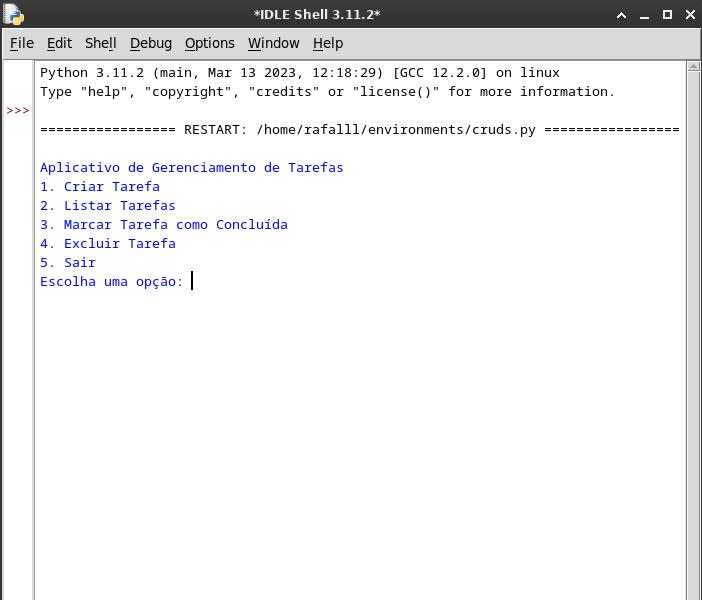 *IDLE Shell 3.11.2*
File Edit Shell Debug Options Window Help
Python 3.11.2 (main, Mar 13 2023, 12:18:29) [GCC 12.2.0] on linux
Type "help", "copyright", "credits" or "license()" for more information.
>>>
================= RESTART: /home/rafalll/environments/cruds.py =================
Aplicativo de Gerenciamento de Tarefas
1. Criar Tarefa
2. Listar Tarefas
3. Marcar Tarefa como Concluída
4. Excluir Tarefa
5. Sair
Escolha uma opção: